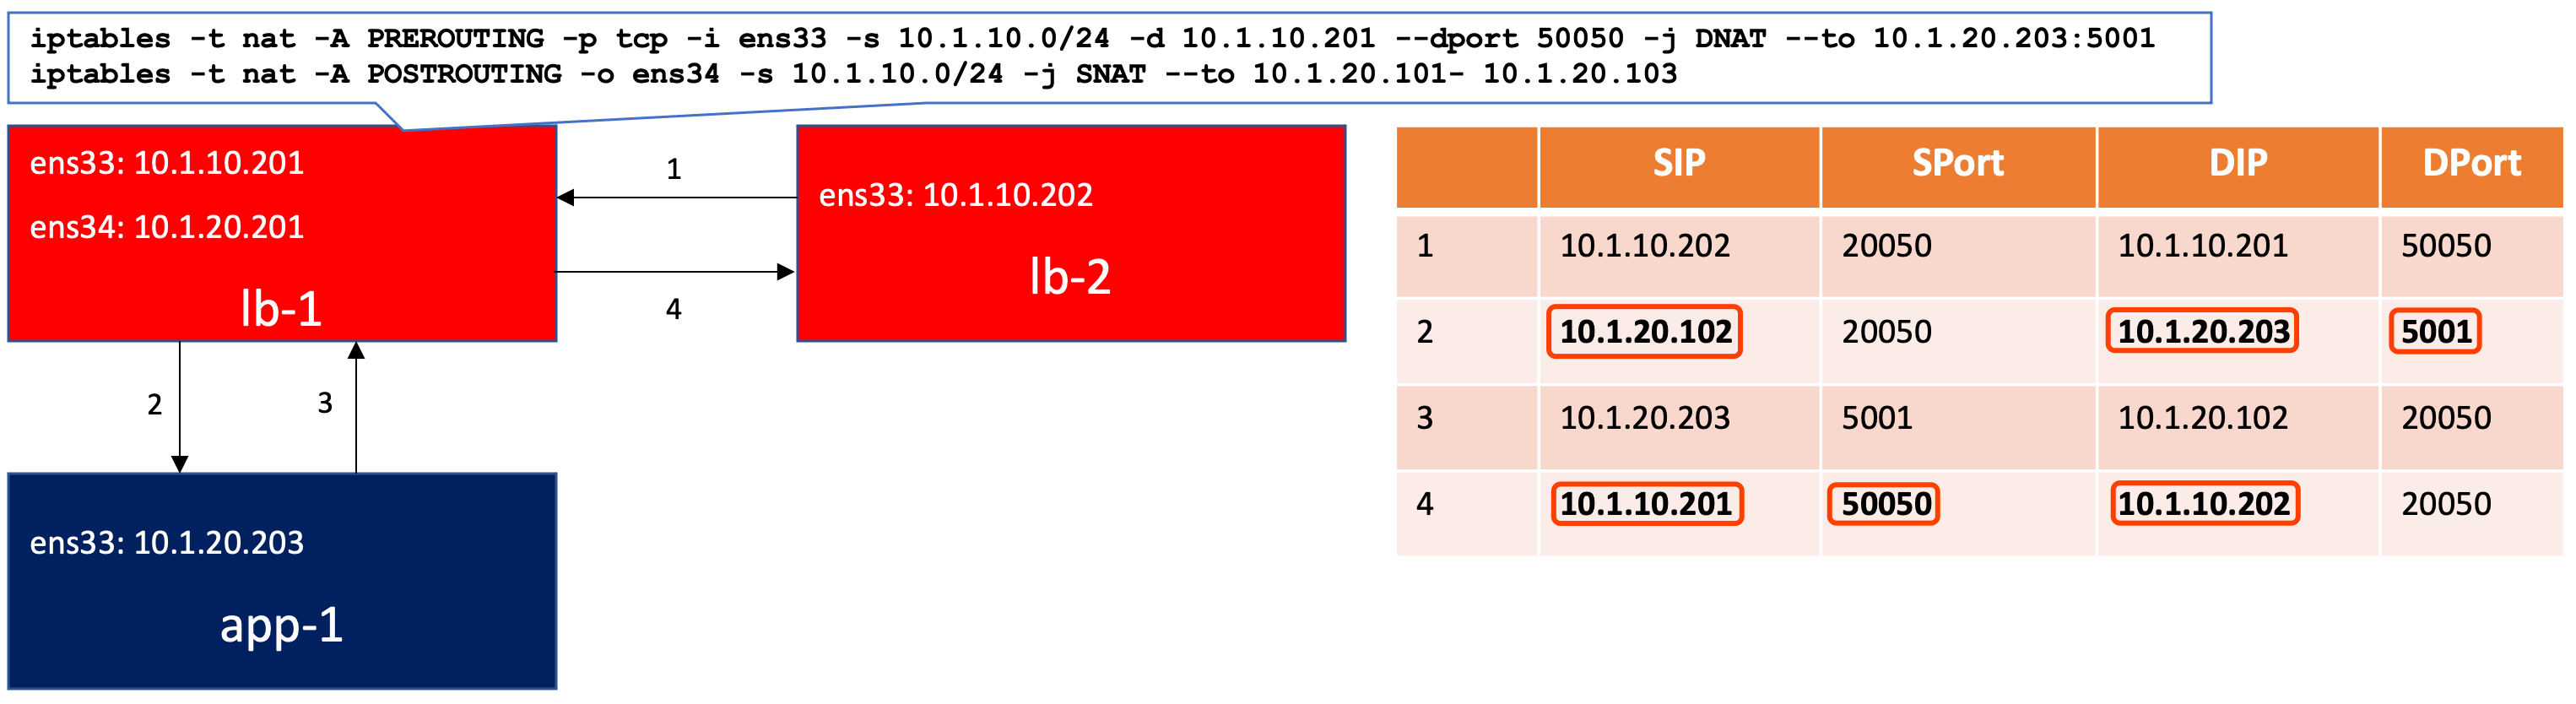 iptables -t nat -A PREROUTING -p tcp -i ens33 -s 10.1.10.0/24 -d 10.1.10.201 --dport 50050 -j DNAT --to 10.1.20.203:5001
iptables -t nat -A POSTROUTING -o ens34 -s 10.1.10.0/24 -j SNAT --to 10.1.20.101- 10.1.20.103
ens33: 10.1.10.201
ens34: 10.1.20.201
lb-1
1
4
ens33: 10.1.10.202
lb-2
2
3
ens33: 10.1.20.203
app-1
SIP SPort DIP DPort
1 10.1.10.202 20050 10.1.10.201 50050
2 10.1.20.102 20050 10.1.20.203 5001
3 10.1.20.203 5001 10.1.20.102 20050
4 10.1.10.201 50050 10.1.10.202 20050